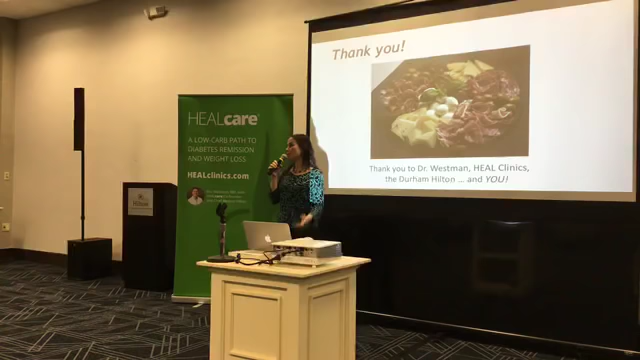 Thank you!
HEALcare
A LOW-CARB PATH TO
DIABETES REMISSION
AND WEIGHT LOSS
HEALclinics.com
Thank you to Dr. Westman, HEAL Clinics,
the Durham Hilton ... and YOU!
Hilton